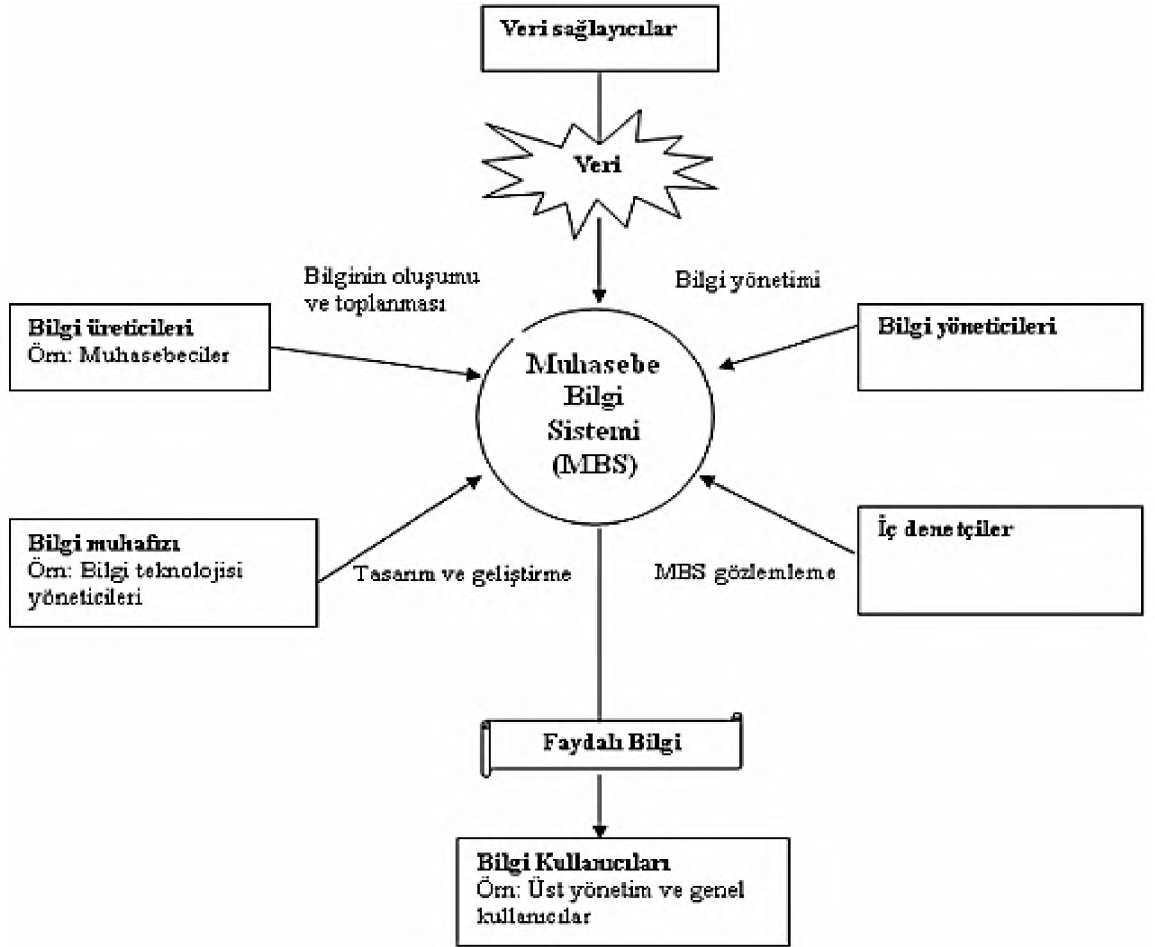 Veri sağlayıcılar
Veri
Bilginin oluşumu
ve toplanması
Bilgi yönetimi
Bilgi üreticileri
Örn: Muhasebeciler
Bilgi yöneticileri
Muhasebe
Bilgi
Sistemi
(MBS)
Bilgi muhafızı
Örn: Bilgi teknolojisi
yöneticileri
Tasarım ve geliştirme
MBS gözlemleme
İç denetçiler
Faydalı Bilgi
Bilgi Kullanıcıları
Örn: Üst yönetim ve genel
kullanıcılar